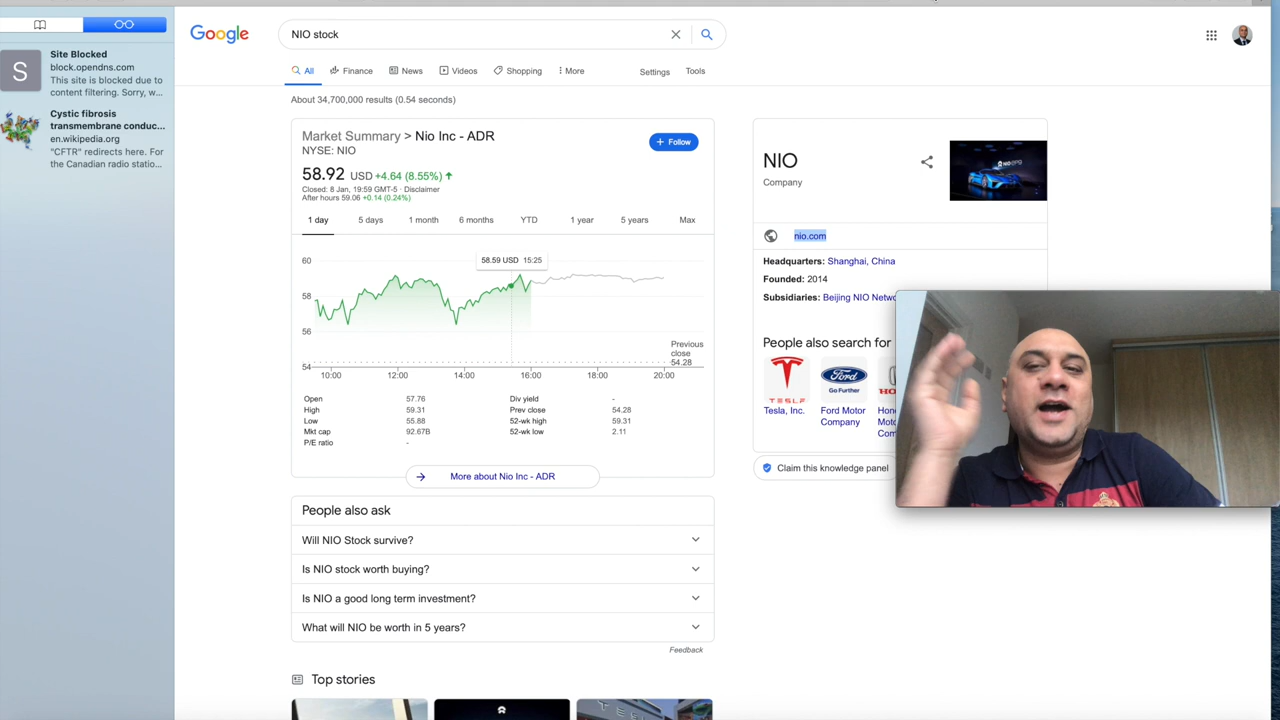 Site Blocked
block.opendns.com
This site is blocked due to
content filtering. Sorry, w...
S
Cystic fibrosis
transmembrane conduc...
en.wikipedia.org
"CFTR" redirects here. For
the Canadian radio statio...
Google
NIO stock
All
Finance
News
Videos
Shopping
More
Settings
Tools
About 34,700,000 results (0.54 seconds)
Market Summary > Nio Inc - ADR
NYSE: NIO
+ Follow
58.92 USD +4.64 (8.55%) ↑
Closed: 8 Jan, 19:59 GMT-5 · Disclaimer
After hours 59.06 +0.14 (0.24%)
1 day
5 days
1 month
6 months
YTD
1 year
5 years
Max
58.59 USD 15:25
60
58
56
54
Previous
close
54.28
10:00
12:00
14:00
16:00
18:00
20:00
Open 57.76
High 59.31
Low 55.88
Mkt cap 92.67B
P/E ratio -
Div yield -
Prev close 54.28
52-wk high 59.31
52-wk low 2.11
→ More about Nio Inc - ADR
People also ask
Will NIO Stock survive?
Is NIO stock worth buying?
Is NIO a good long term investment?
What will NIO be worth in 5 years?
Feedback
Top stories
NIO
Company
nio.com
Headquarters: Shanghai, China
Founded: 2014
Subsidiaries: Beijing NIO Netwo
People also search for
TESLA
Ford
Go Further
Tesla, Inc.
Ford Motor
Company
Claim this knowledge panel